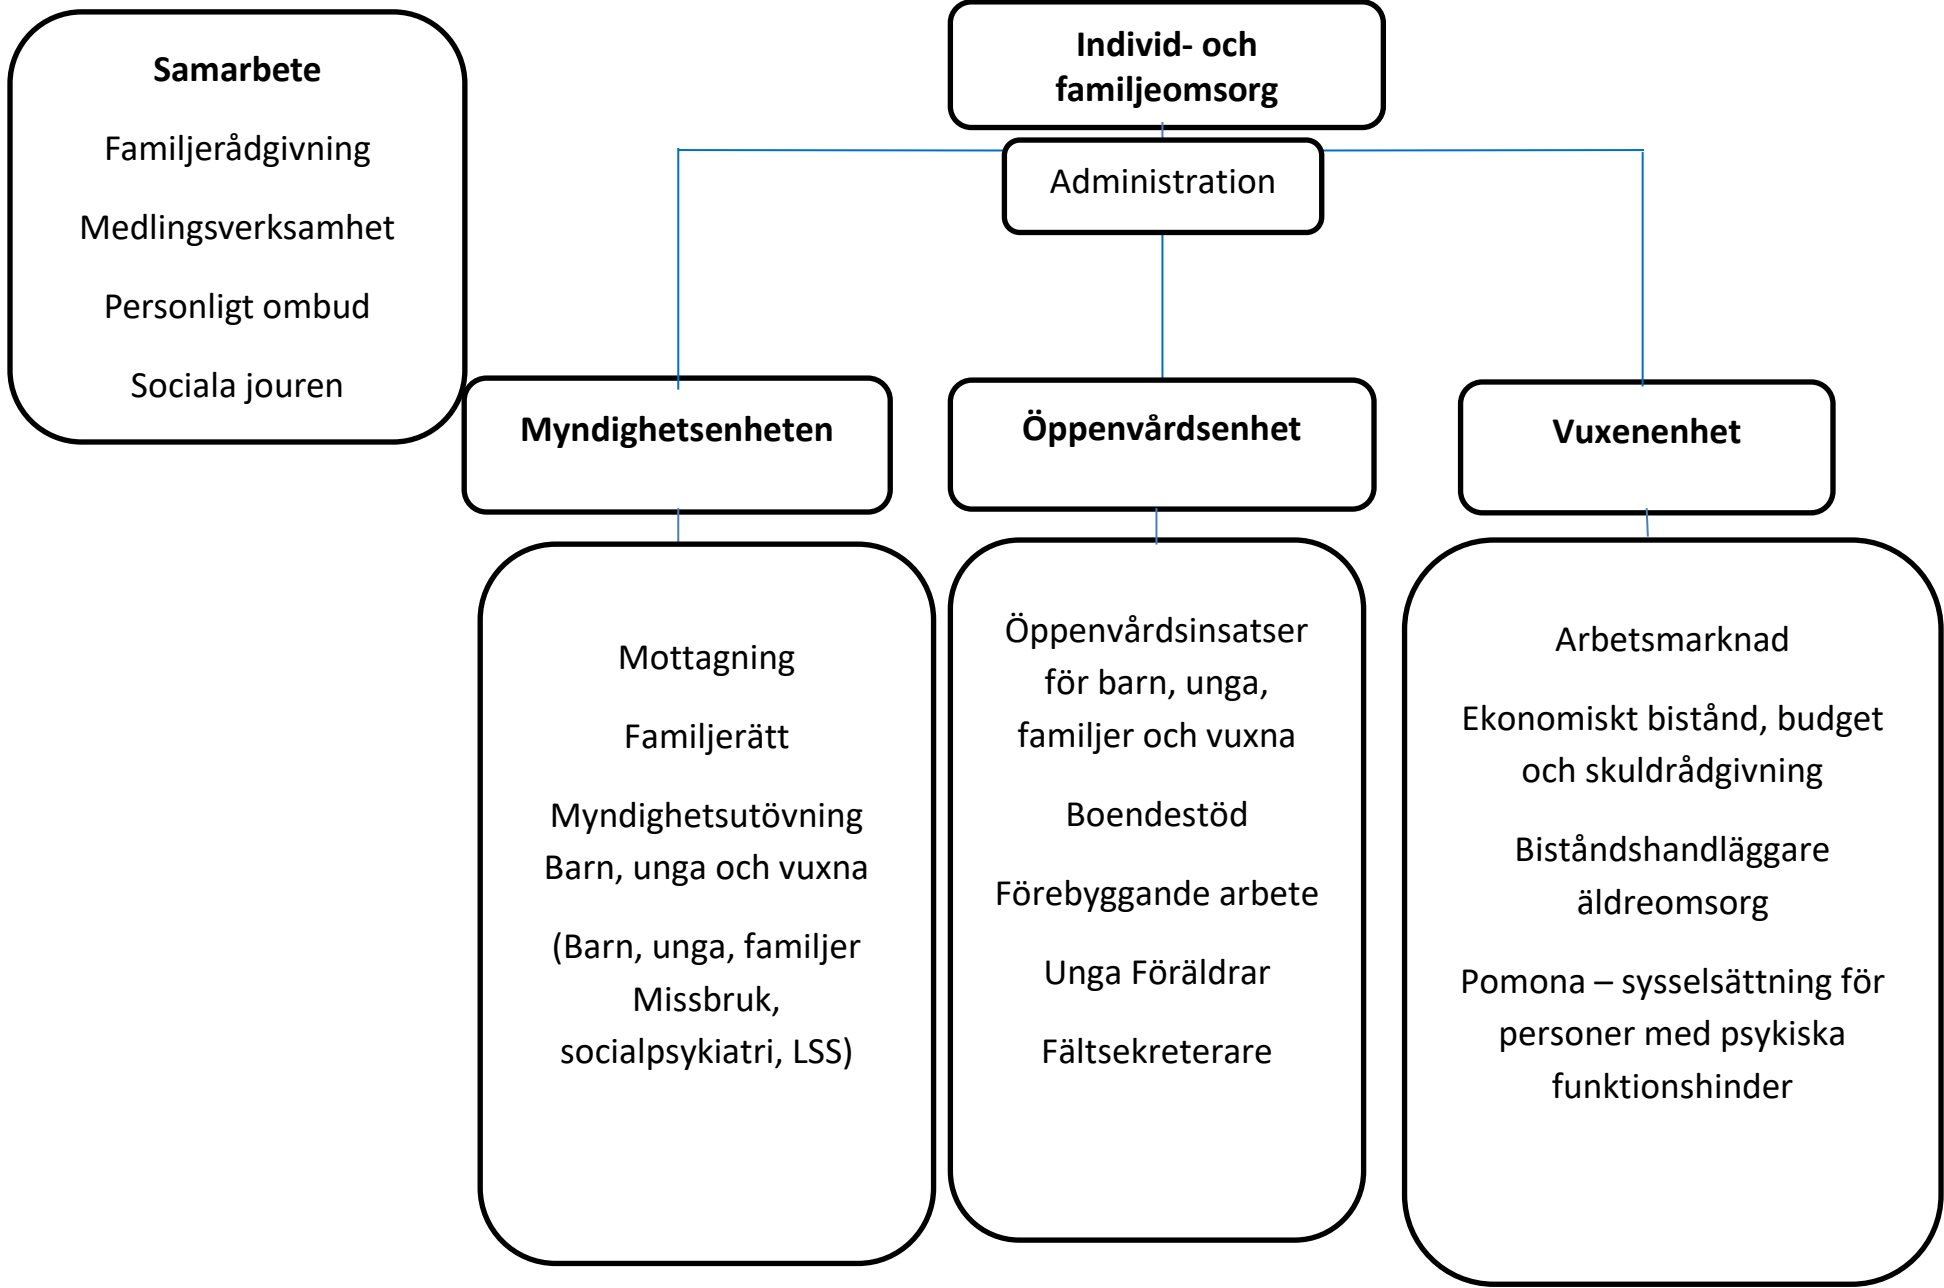 Samarbete
Familjerådgivning
Medlingsverksamhet
Personligt ombud
Sociala jouren
Individ- och
familjeomsorg
Administration
Myndighetsenheten
Mottagning
Familjerätt
Myndighetsutövning
Barn, unga och vuxna
(Barn, unga, familjer
Missbruk,
socialpsykiatri, LSS)
Öppenvårdsenhet
Öppenvårdsinsatser
för barn, unga,
familjer och vuxna
Boendestöd
Förebyggande arbete
Unga Föräldrar
Fältsekreterare
Vuxenenhet
Arbetsmarknad
Ekonomiskt bistånd, budget
och skuldrådgivning
Biståndshandläggare
äldreomsorg
Pomona – sysselsättning för
personer med psykiska
funktionshinder